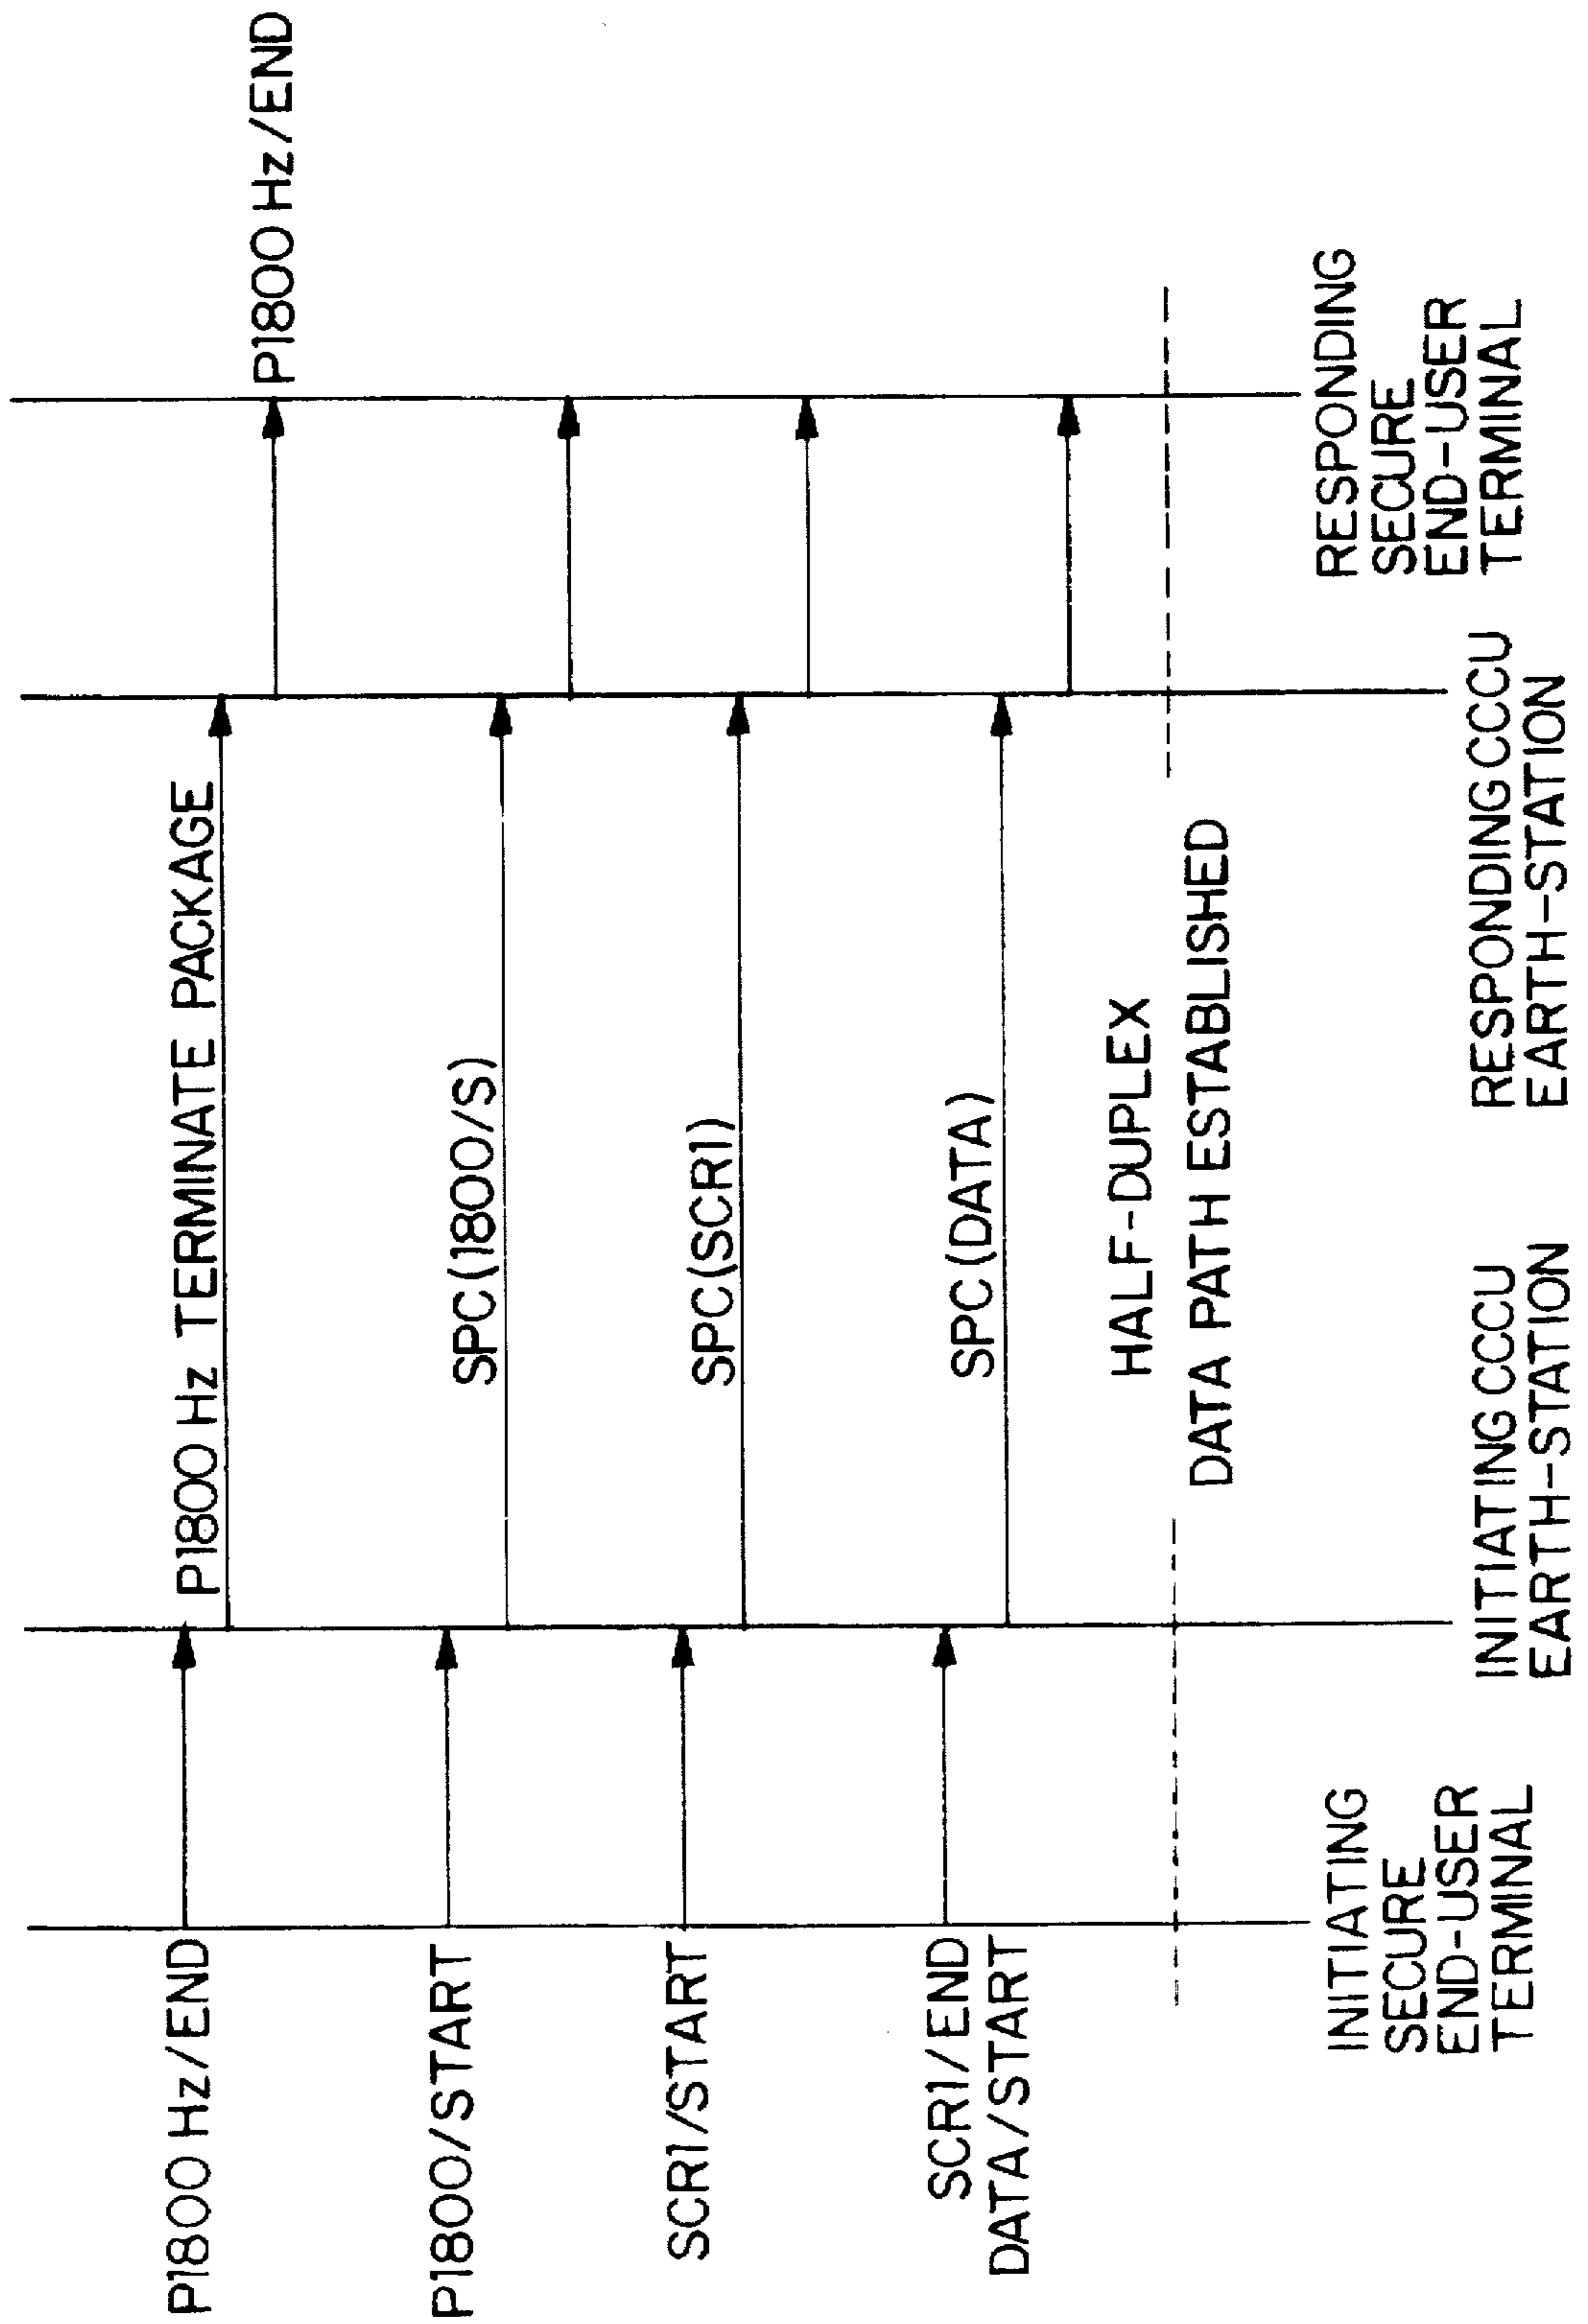 P1800 Hz/END
P1800 Hz TERMINATE PACKAGE
P1800 Hz/END
P1800/START
SPC(1800/S)
SCR1/START
SPC(SCR1)
SCR1/END
DATA/START
SPC(DATA)
HALF-DUPLEX
DATA PATH ESTABLISHED
INITIATING
SECURE
END-USER
TERMINAL
INITIATING CCCU
EARTH-STATION
RESPONDING CCCU
EARTH-STATION
RESPONDING
SECURE
END-USER
TERMINAL